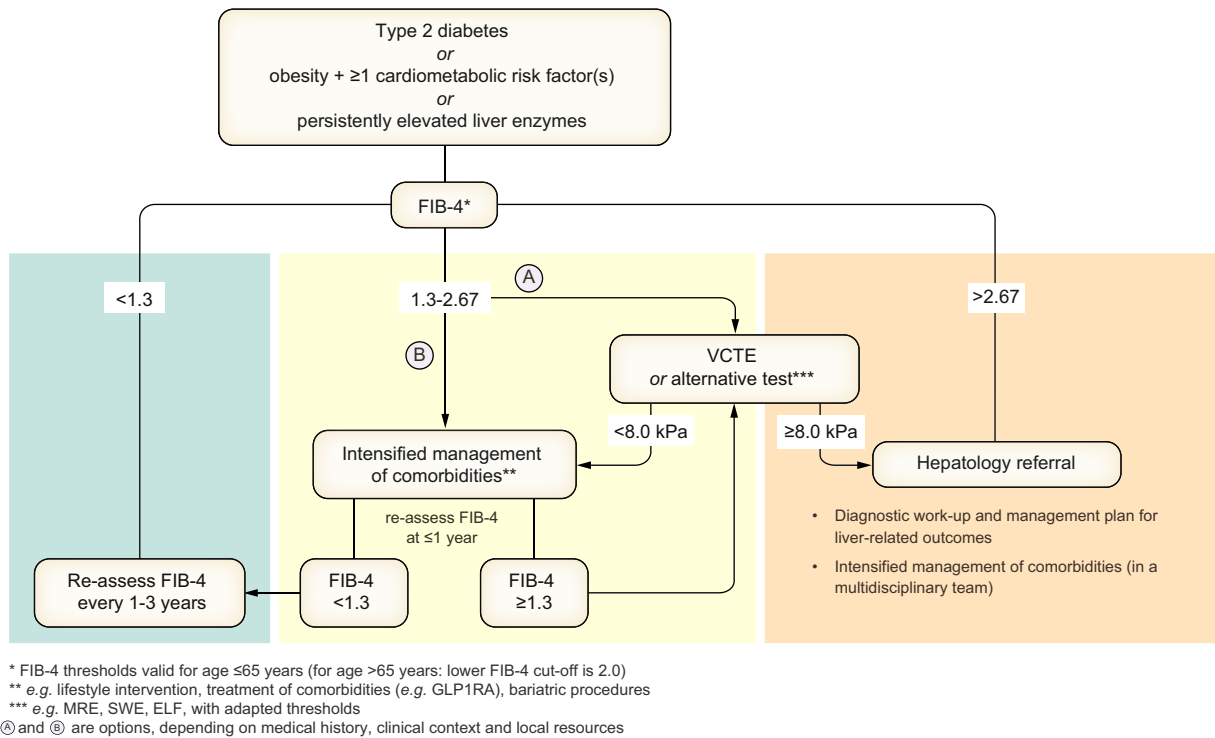 Type 2 diabetes
or
obesity + ≥1 cardiometabolic risk factor(s)
or
persistently elevated liver enzymes
FIB-4*
<1.3
1.3-2.67
>2.67
A
B
VCTE
or alternative test***
<8.0 kPa
≥8.0 kPa
Intensified management
of comorbidities**
Hepatology referral
re-assess FIB-4
at ≤1 year
• Diagnostic work-up and management plan for
liver-related outcomes
• Intensified management of comorbidities (in a
multidisciplinary team)
Re-assess FIB-4
every 1-3 years
FIB-4
<1.3
FIB-4
≥1.3
* FIB-4 thresholds valid for age ≤65 years (for age >65 years: lower FIB-4 cut-off is 2.0)
** e.g. lifestyle intervention, treatment of comorbidities (e.g. GLP1RA), bariatric procedures
*** e.g. MRE, SWE, ELF, with adapted thresholds
A and B are options, depending on medical history, clinical context and local resources